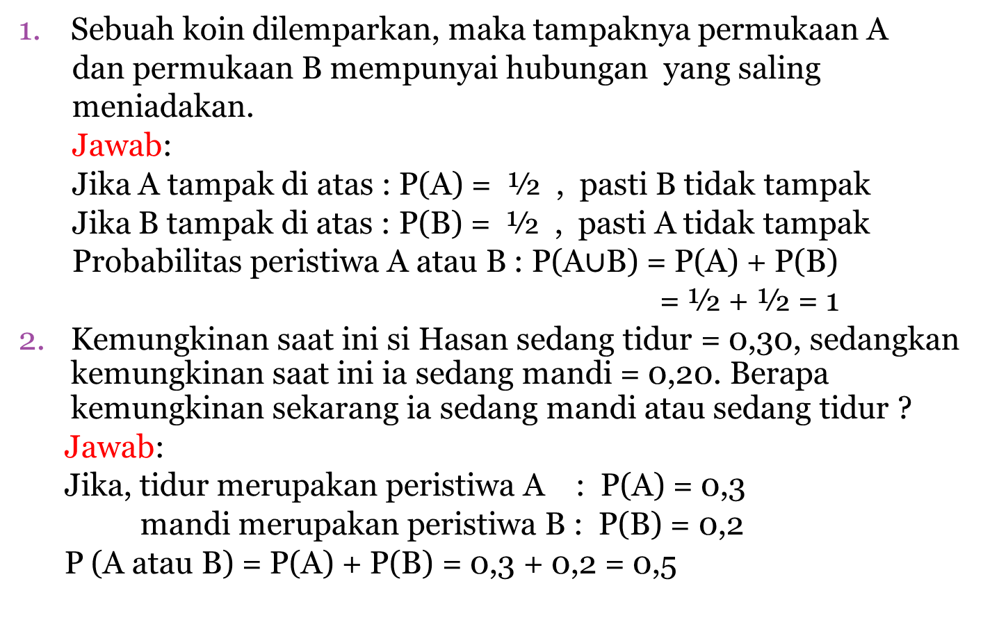 1. Sebuah koin dilemparkan, maka tampaknya permukaan A
dan permukaan B mempunyai hubungan yang saling
meniadakan.
Jawab:
Jika A tampak di atas : P(A) = ½ , pasti B tidak tampak
Jika B tampak di atas : P(B) = ½ , pasti A tidak tampak
Probabilitas peristiwa A atau B : P(A∪B) = P(A) + P(B)
= ½ + ½ = 1
2. Kemungkinan saat ini si Hasan sedang tidur = 0,30, sedangkan
kemungkinan saat ini ia sedang mandi = 0,20. Berapa
kemungkinan sekarang ia sedang mandi atau sedang tidur ?
Jawab:
Jika, tidur merupakan peristiwa A : P(A) = 0,3
mandi merupakan peristiwa B : P(B) = 0,2
P (A atau B) = P(A) + P(B) = 0,3 + 0,2 = 0,5